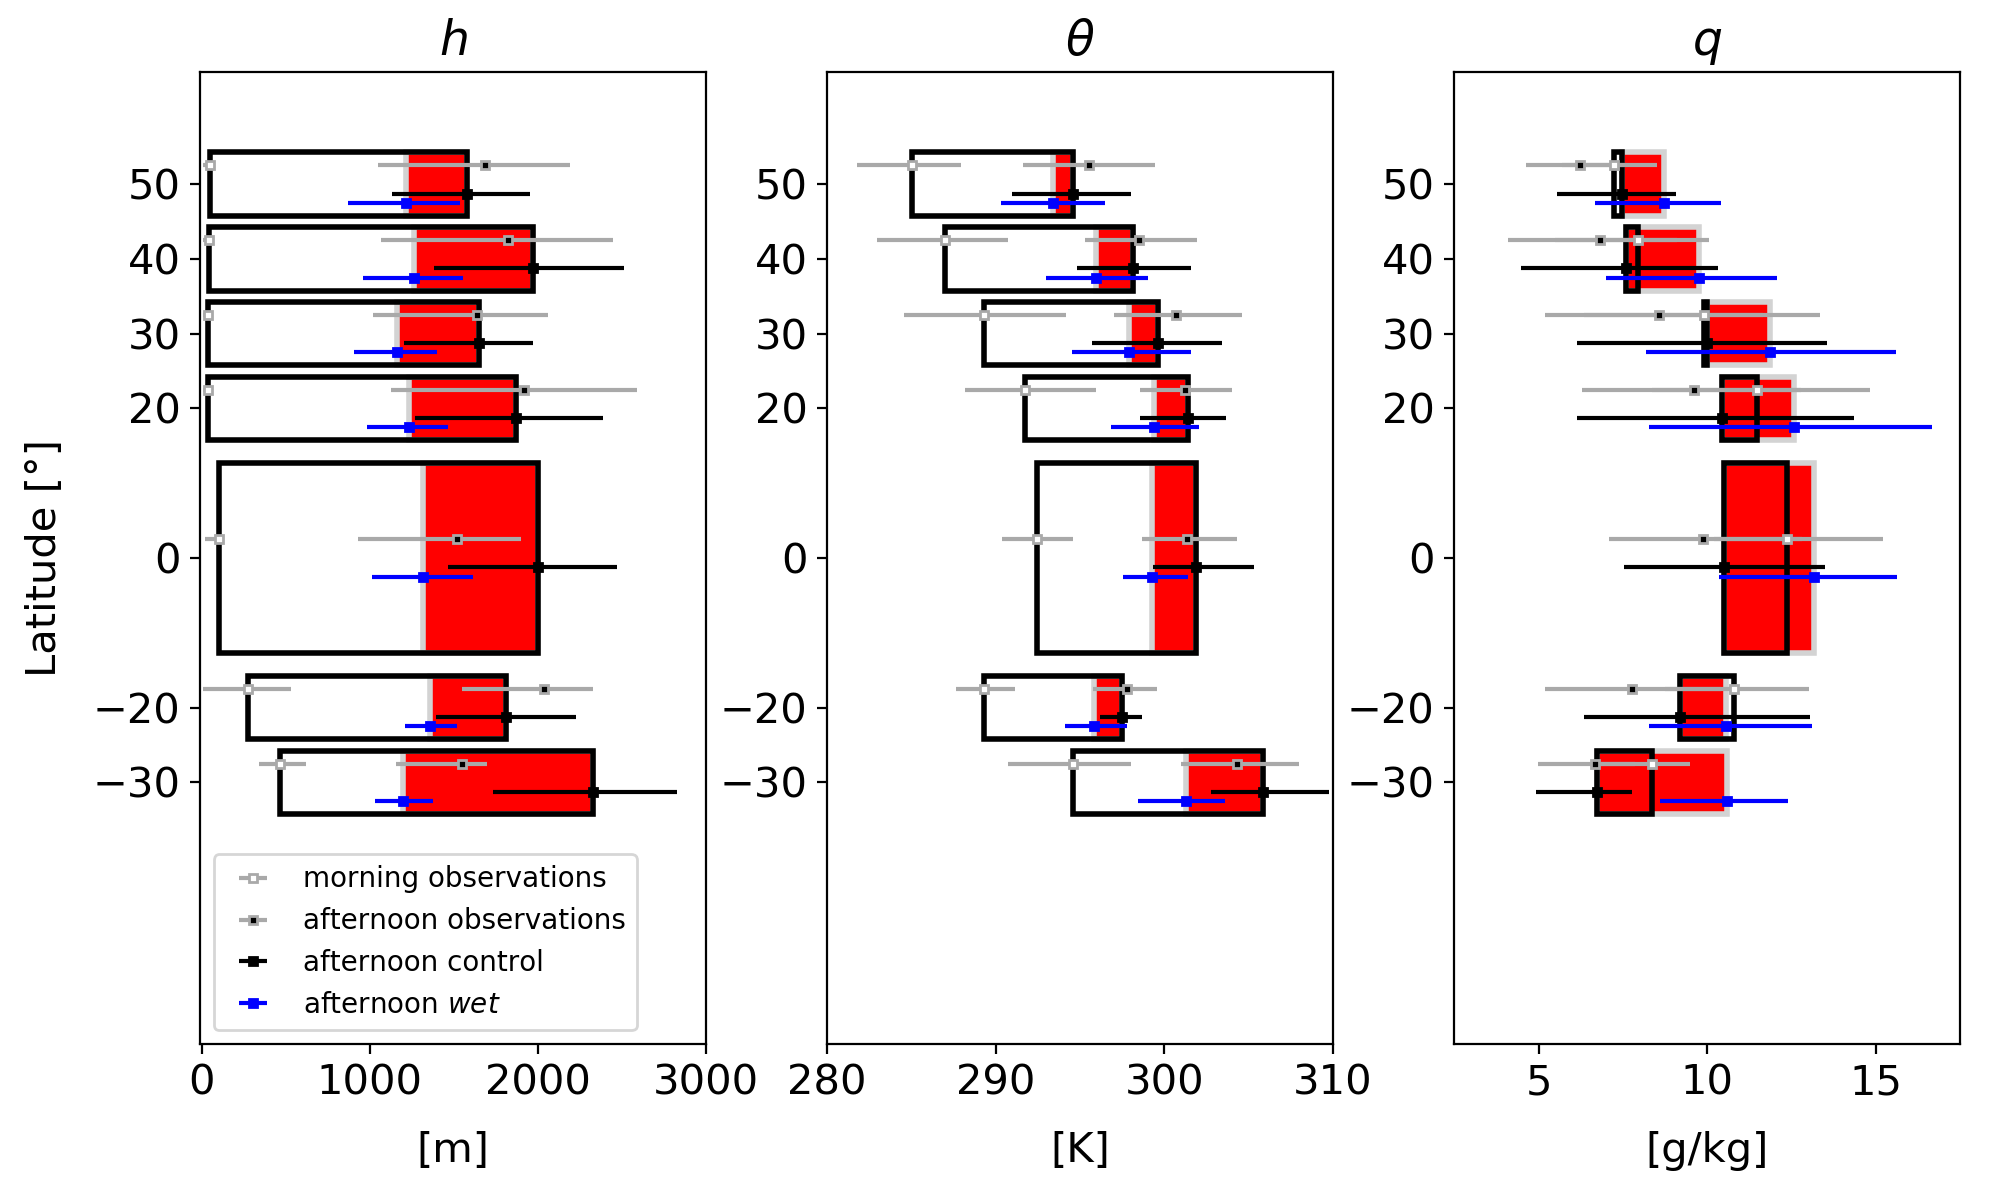 h θ q
50 50 50
40 40 40
30 30 30
20 20 20
0 0 0
−20 −20 −20
−30 −30 −30
Latitude [°]
morning observations
afternoon observations
afternoon control
afternoon wet
0 1000 2000 3000 280 290 300 310 5 10 15
[m] [K] [g/kg]